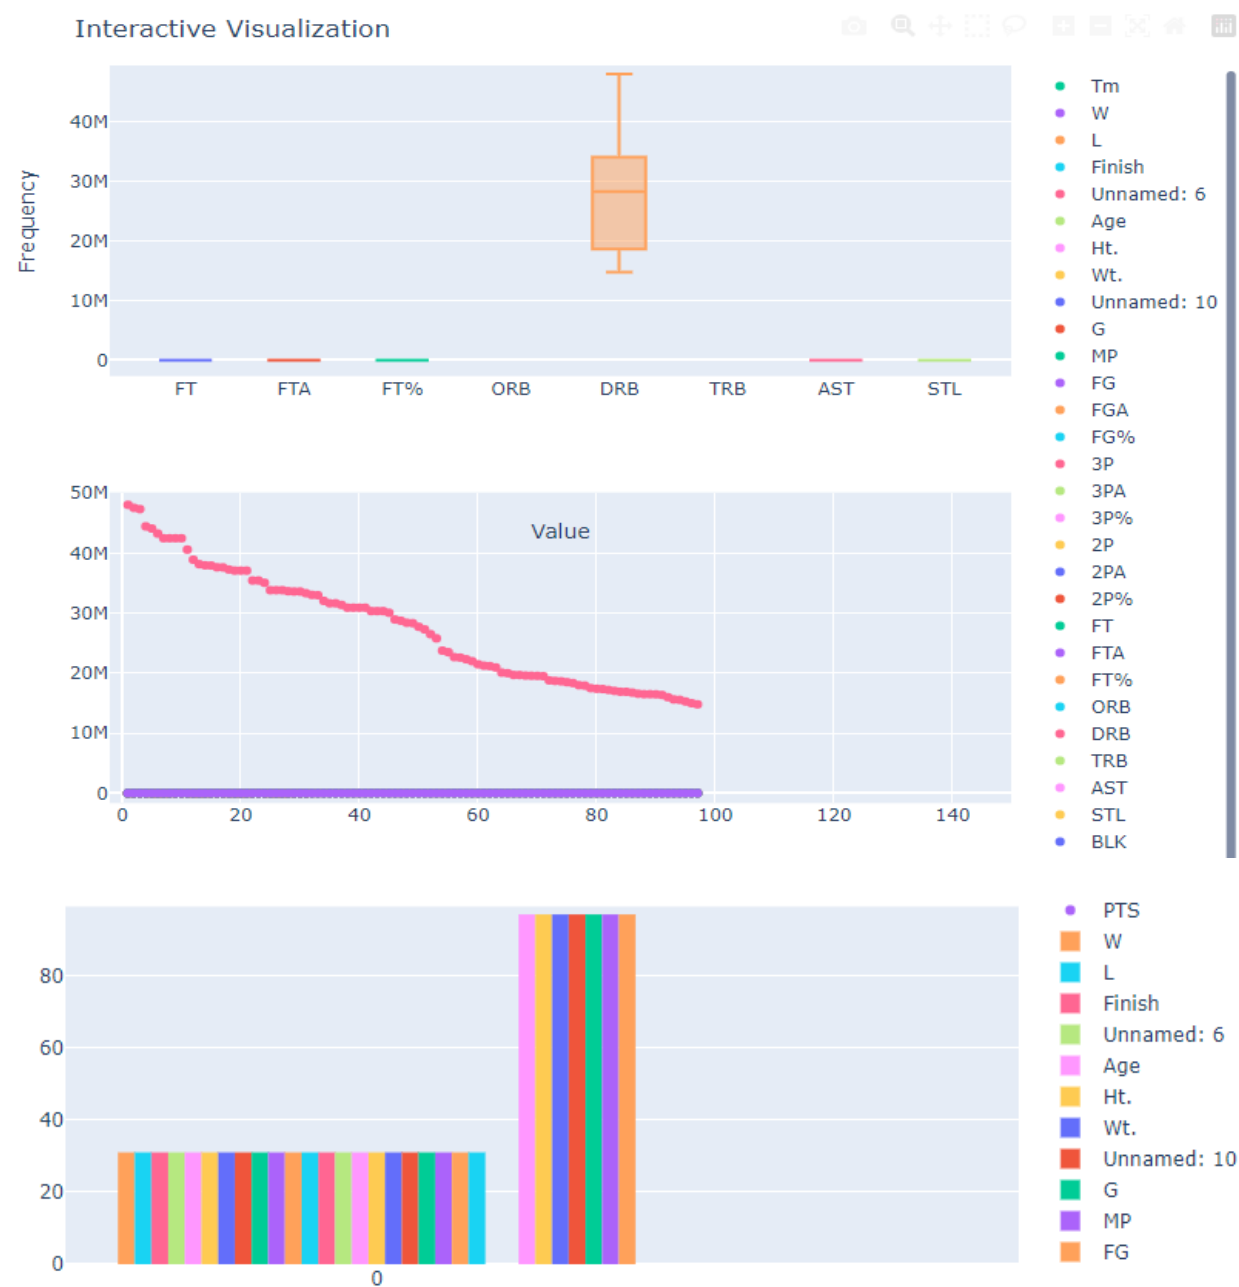 Interactive Visualization
Frequency
40M
30M
20M
10M
0
FT FTA FT% ORB DRB TRB AST STL
Tm
W
L
Finish
Unnamed: 6
Age
Ht.
Wt.
Unnamed: 10
G
MP
FG
FGA
FG%
3P
3PA
3P%
2P
2PA
2P%
FT
FTA
FT%
ORB
DRB
TRB
AST
STL
BLK
Value
50M
40M
30M
20M
10M
0
0 20 40 60 80 100 120 140
80
60
40
20
0
0
PTS
W
L
Finish
Unnamed: 6
Age
Ht.
Wt.
Unnamed: 10
G
MP
FG